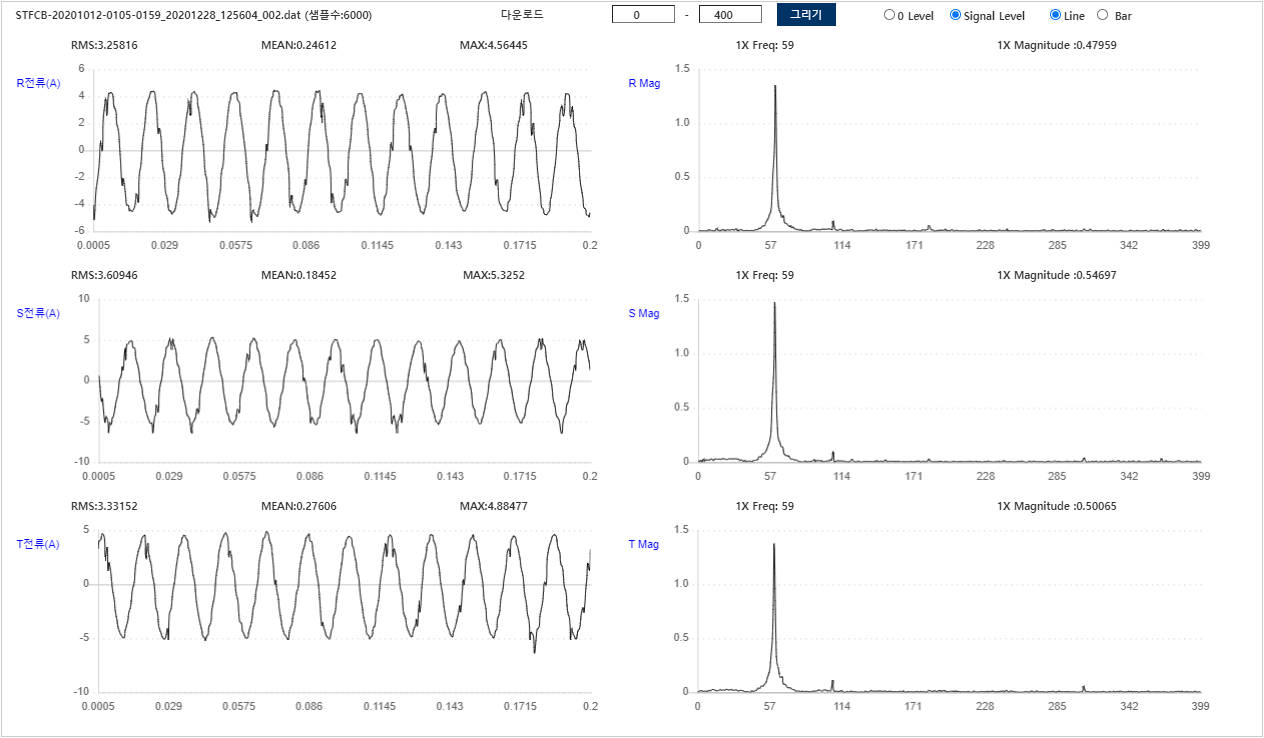 STFCB-20201012-0105-0159_20201228_125604_002.dat (샘플수:6000) 다운로드 0 - 400 그리기 0 Level Signal Level Line Bar
RMS:3.25816 MEAN:0.24612 MAX:4.56445
R전류(A)
6
4
2
0
-2
-4
-6
0.0005 0.029 0.0575 0.086 0.1145 0.143 0.1715 0.2
1X Freq: 59 1X Magnitude :0.47959
R Mag
1.5
1.0
0.5
0
0 57 114 171 228 285 342 399
RMS:3.60946 MEAN:0.18452 MAX:5.3252
S전류(A)
10
5
0
-5
-10
0.0005 0.029 0.0575 0.086 0.1145 0.143 0.1715 0.2
1X Freq: 59 1X Magnitude :0.54697
S Mag
1.5
1.0
0.5
0
0 57 114 171 228 285 342 399
RMS:3.33152 MEAN:0.27606 MAX:4.88477
T전류(A)
5
0
-5
-10
0.0005 0.029 0.0575 0.086 0.1145 0.143 0.1715 0.2
1X Freq: 59 1X Magnitude :0.50065
T Mag
1.5
1.0
0.5
0
0 57 114 171 228 285 342 399